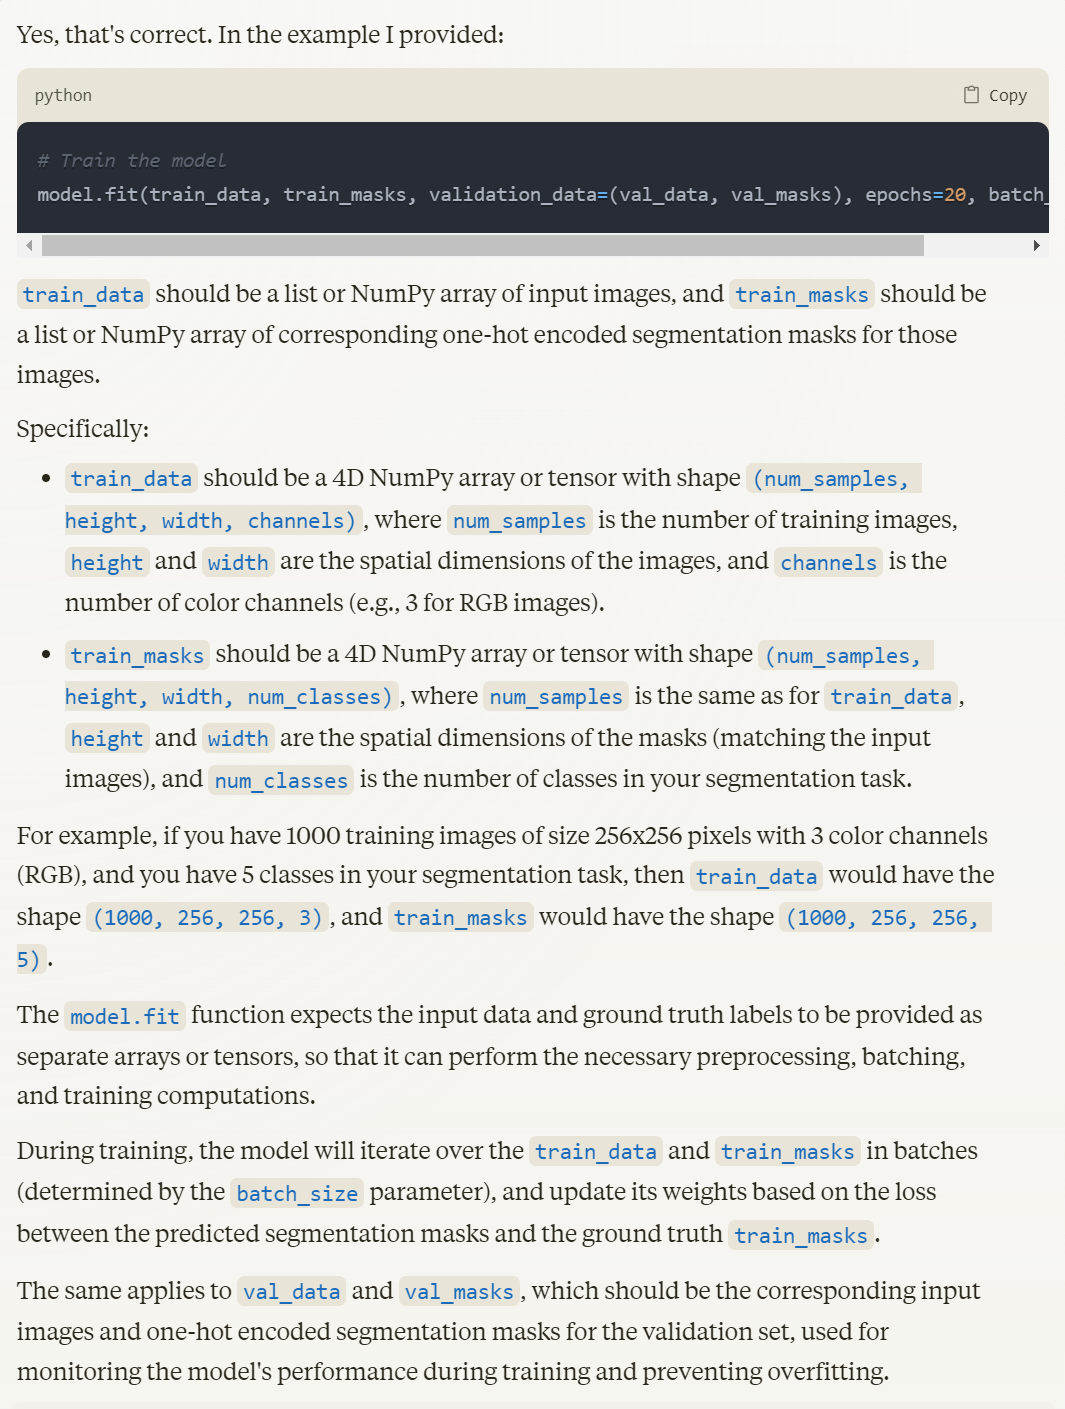 Yes, that's correct. In the example I provided:
python
Copy
# Train the model
model.fit(train_data, train_masks, validation_data=(val_data, val_masks), epochs=20, batch_
train_data should be a list or NumPy array of input images, and train_masks should be
a list or NumPy array of corresponding one-hot encoded segmentation masks for those
images.
Specifically:
• train_data should be a 4D NumPy array or tensor with shape (num_samples,
height, width, channels), where num_samples is the number of training images,
height and width are the spatial dimensions of the images, and channels is the
number of color channels (e.g., 3 for RGB images).
• train_masks should be a 4D NumPy array or tensor with shape (num_samples,
height, width, num_classes), where num_samples is the same as for train_data,
height and width are the spatial dimensions of the masks (matching the input
images), and num_classes is the number of classes in your segmentation task.
For example, if you have 1000 training images of size 256x256 pixels with 3 color channels
(RGB), and you have 5 classes in your segmentation task, then train_data would have the
shape (1000, 256, 256, 3), and train_masks would have the shape (1000, 256, 256,
5).
The model.fit function expects the input data and ground truth labels to be provided as
separate arrays or tensors, so that it can perform the necessary preprocessing, batching,
and training computations.
During training, the model will iterate over the train_data and train_masks in batches
(determined by the batch_size parameter), and update its weights based on the loss
between the predicted segmentation masks and the ground truth train_masks.
The same applies to val_data and val_masks, which should be the corresponding input
images and one-hot encoded segmentation masks for the validation set, used for
monitoring the model's performance during training and preventing overfitting.